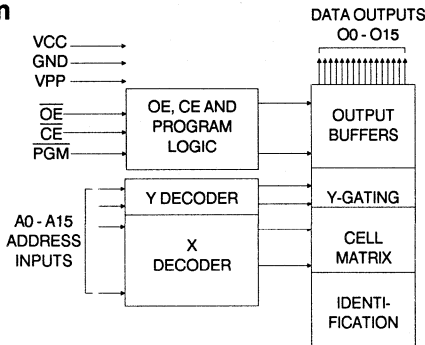 m
DATA OUTPUTS
O0 - O15
VCC
GND
VPP
OE
CE
PGM
OE, CE AND
PROGRAM
LOGIC
OUTPUT
BUFFERS
A0 - A15
ADDRESS
INPUTS
Y DECODER
X
DECODER
Y-GATING
CELL
MATRIX
IDENTI-
FICATION